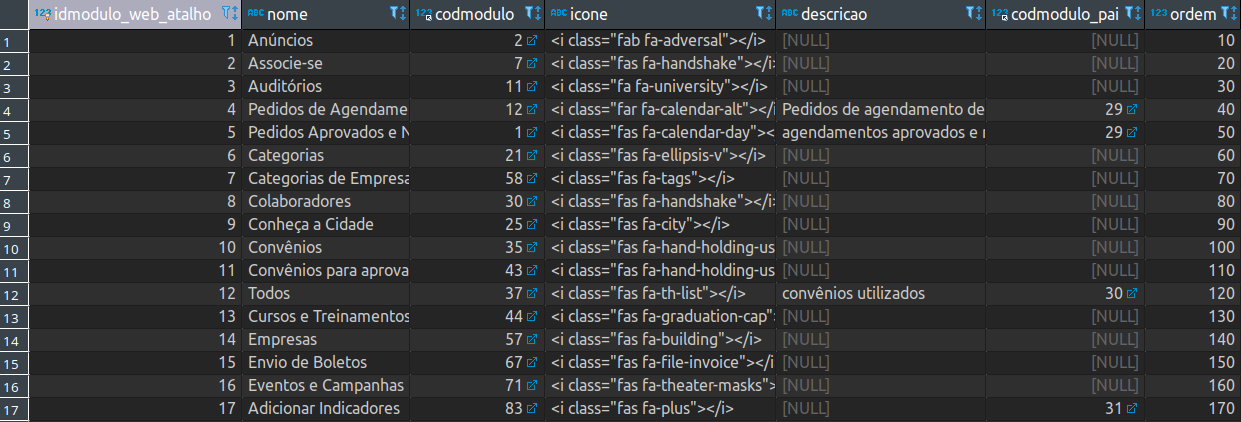 123 idmodulo_web_atalho ABC nome 123 codmodulo ABC icone ABC descricao 123 codmodulo_pai 123 ordem
1 1 Anúncios 2 <i class="fab fa-adversal"></i> [NULL] [NULL] 10
2 2 Associe-se 7 <i class="fas fa-handshake"></i> [NULL] [NULL] 20
3 3 Auditórios 11 <i class="fa fa-university"></i> [NULL] [NULL] 30
4 4 Pedidos de Agendame 12 <i class="far fa-calendar-alt"></i Pedidos de agendamento de 29 40
5 5 Pedidos Aprovados e N 1 <i class="fas fa-calendar-day">< agendamentos aprovados e r 29 50
6 6 Categorias 21 <i class="fas fa-ellipsis-v"></i> [NULL] [NULL] 60
7 7 Categorias de Empresa 58 <i class="fas fa-tags"></i> [NULL] [NULL] 70
8 8 Colaboradores 30 <i class="fas fa-handshake"></i> [NULL] [NULL] 80
9 9 Conheça a Cidade 25 <i class="fas fa-city"></i> [NULL] [NULL] 90
10 10 Convênios 35 <i class="fas fa-hand-holding-us [NULL] [NULL] 100
11 11 Convênios para aprova 43 <i class="fas fa-hand-holding-us [NULL] [NULL] 110
12 12 Todos 37 <i class="fas fa-th-list"></i> convênios utilizados 30 120
13 13 Cursos e Treinamentos 44 <i class="fas fa-graduation-cap" [NULL] [NULL] 130
14 14 Empresas 57 <i class="fas fa-building"></i> [NULL] [NULL] 140
15 15 Envio de Boletos 67 <i class="fas fa-file-invoice"></i [NULL] [NULL] 150
16 16 Eventos e Campanhas 71 <i class="fas fa-theater-masks"> [NULL] [NULL] 160
17 17 Adicionar Indicadores 83 <i class="fas fa-plus"></i> [NULL] 31 170